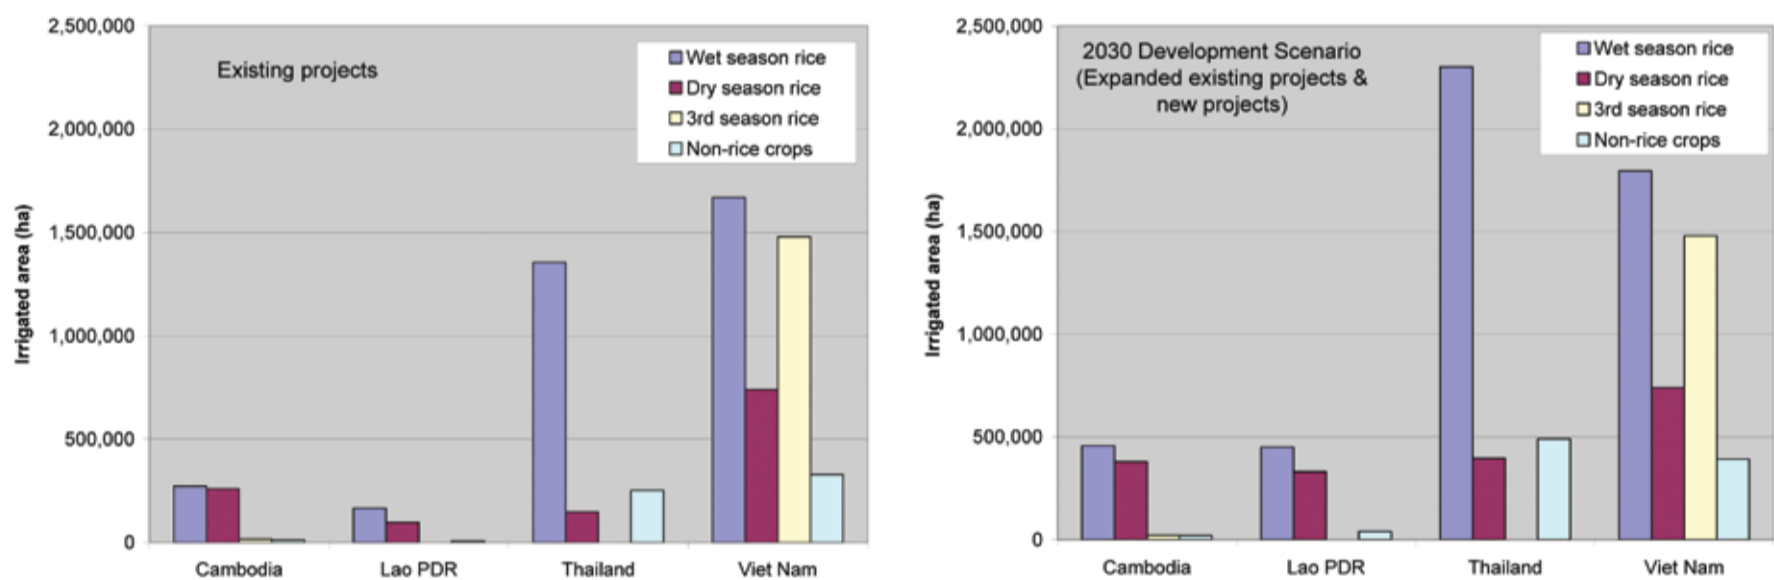 Existing projects
Wet season rice
Dry season rice
3rd season rice
Non-rice crops
2,500,000
2,000,000
1,500,000
1,000,000
500,000
0
Irrigated area (ha)
Cambodia
Lao PDR
Thailand
Viet Nam
2030 Development Scenario
(Expanded existing projects &
new projects)
Wet season rice
Dry season rice
3rd season rice
Non-rice crops
2,500,000
2,000,000
1,500,000
1,000,000
500,000
0
Irrigated area (ha)
Cambodia
Lao PDR
Thailand
Viet Nam